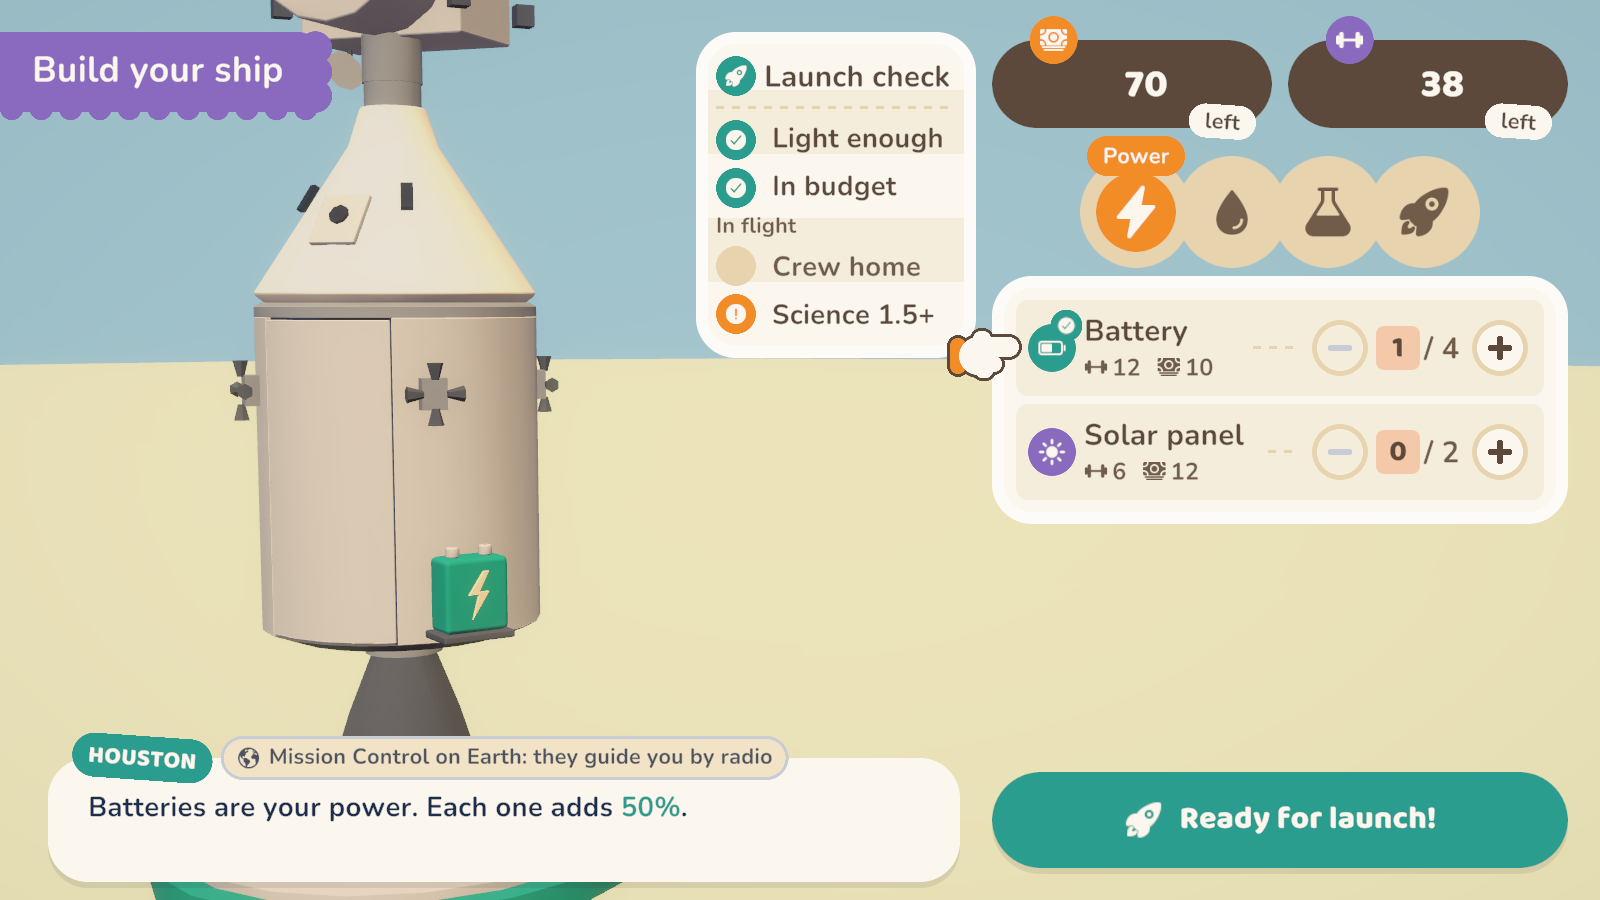 Build your ship
Launch check
Light enough
In budget
In flight
Crew home
Science 1.5+
70
left
38
left
Power
Battery
12 10
1 / 4
Solar panel
6 12
0 / 2
HOUSTON
Mission Control on Earth: they guide you by radio
Batteries are your power. Each one adds 50%.
Ready for launch!